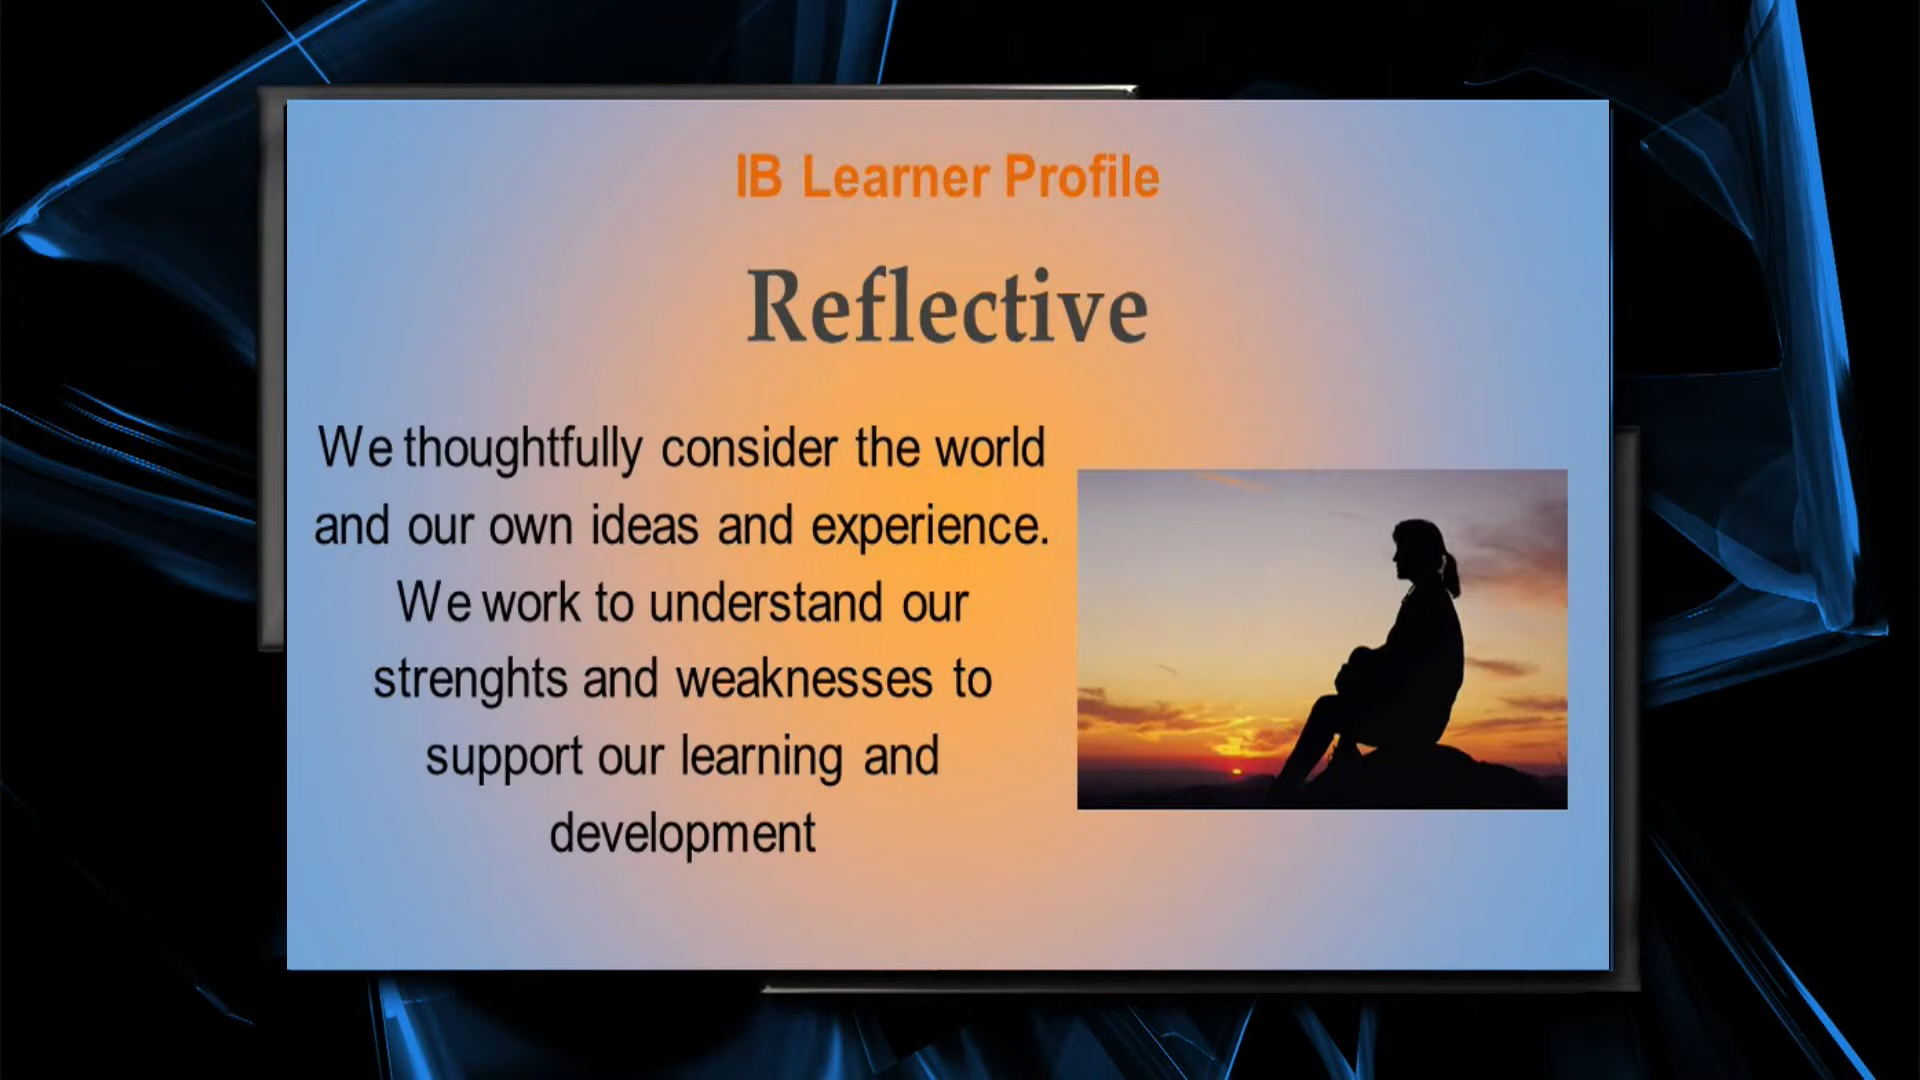 IB Learner Profile
Reflective
We thoughtfully consider the world
and our own ideas and experience.
We work to understand our
strenghts and weaknesses to
support our learning and
development